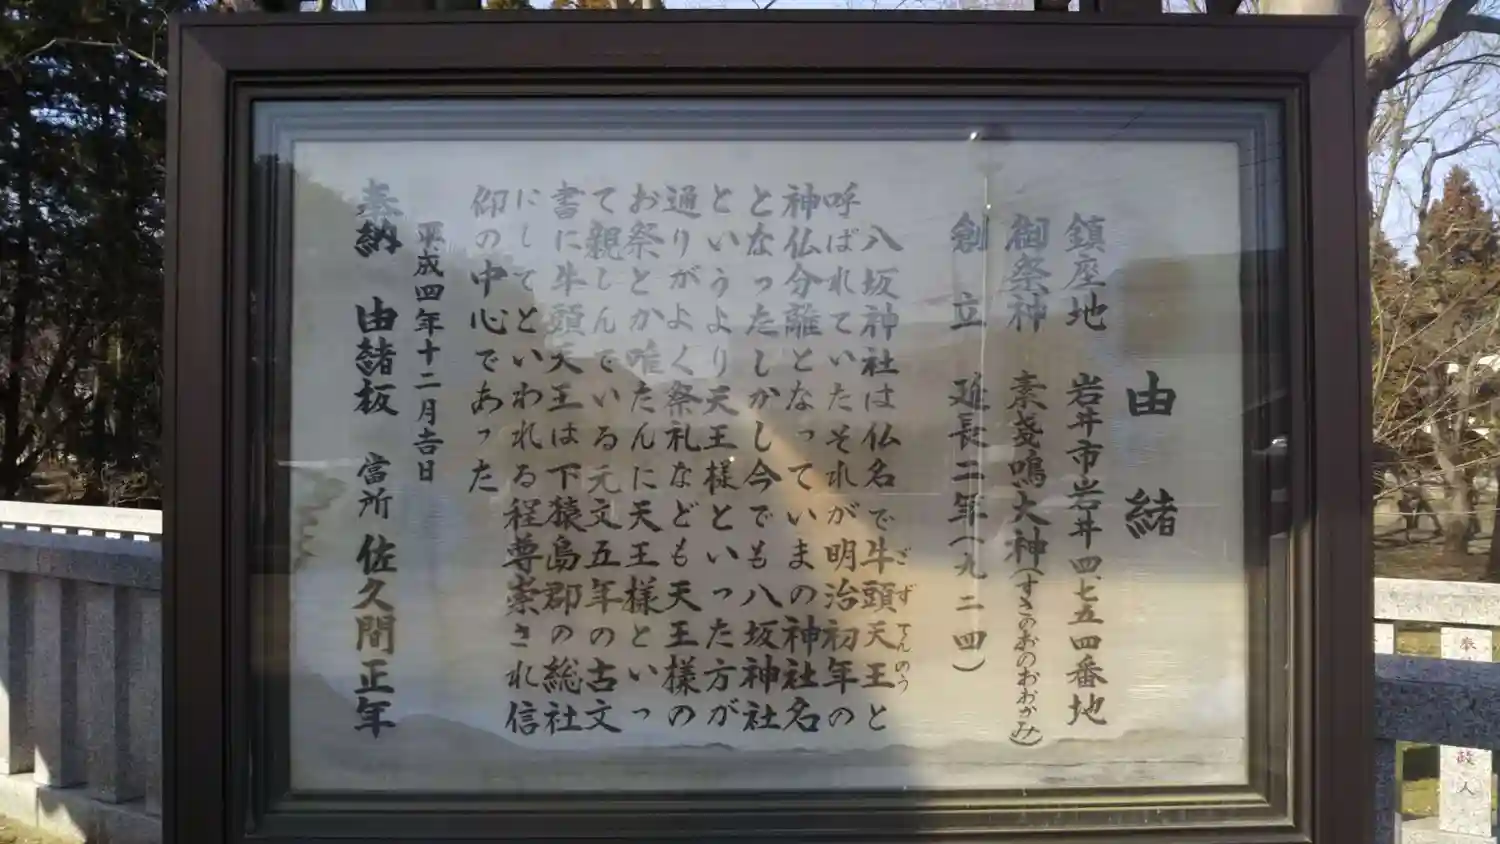 由緒
鎮座地 岩井市岩井四七五四番地
御祭神 素戔鳴大神(すさのおのおおかみ)
創立 延長二年(九二四)
八坂神社は仏名で牛頭天王と
ごずてんのう
呼ばれていたそれが明治初年の
神仏分離となっていまの神社名
となったしかし今でも八坂神社
というより天王様といった方が
通りがよく祭礼なども天王様の
お祭とか唯たんに天王様といっ
て親しんでいる元文五年の古文
書に牛頭天王は下猿島郡の総社
にしてといわれる程尊崇され信
仰の中心であった
平成四年十二月吉日
奉納 由緒板 當所 佐久間正年
奉
故人